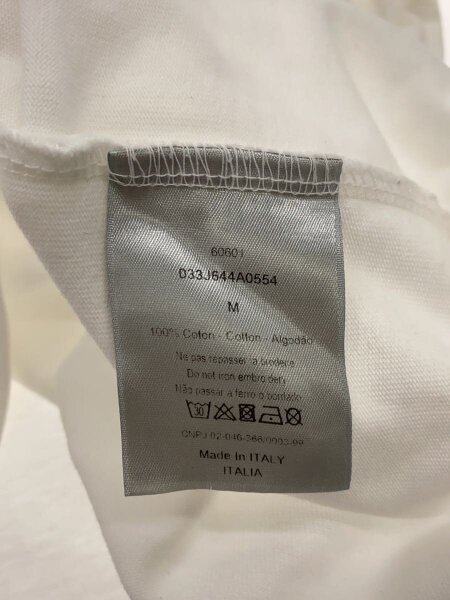 60601
033J644A0554
M
100% Coton - Cotton - Algodão
Ne pas repasser la broderie
Do not iron embroidery
Não passar a ferro o bordado
30
CNPJ 02-046-366/0003-99
Made in ITALY
ITALIA